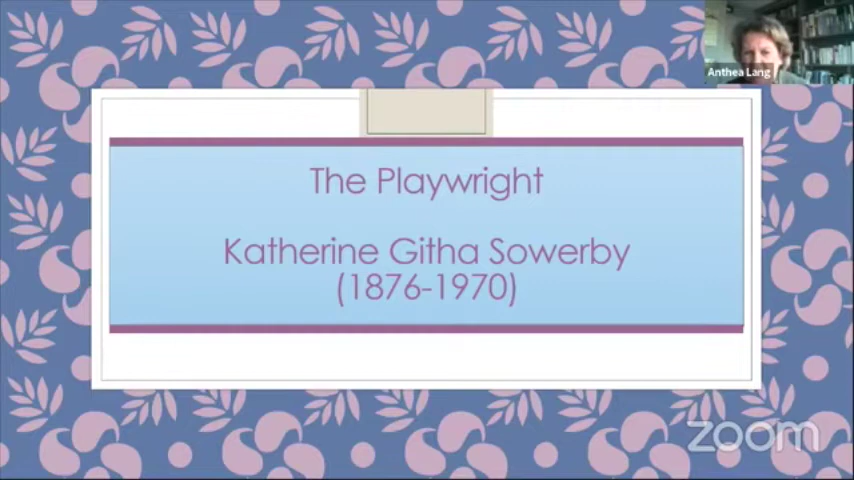 Anthea Lang
The Playwright
Katherine Githa Sowerby
(1876-1970)
zoom